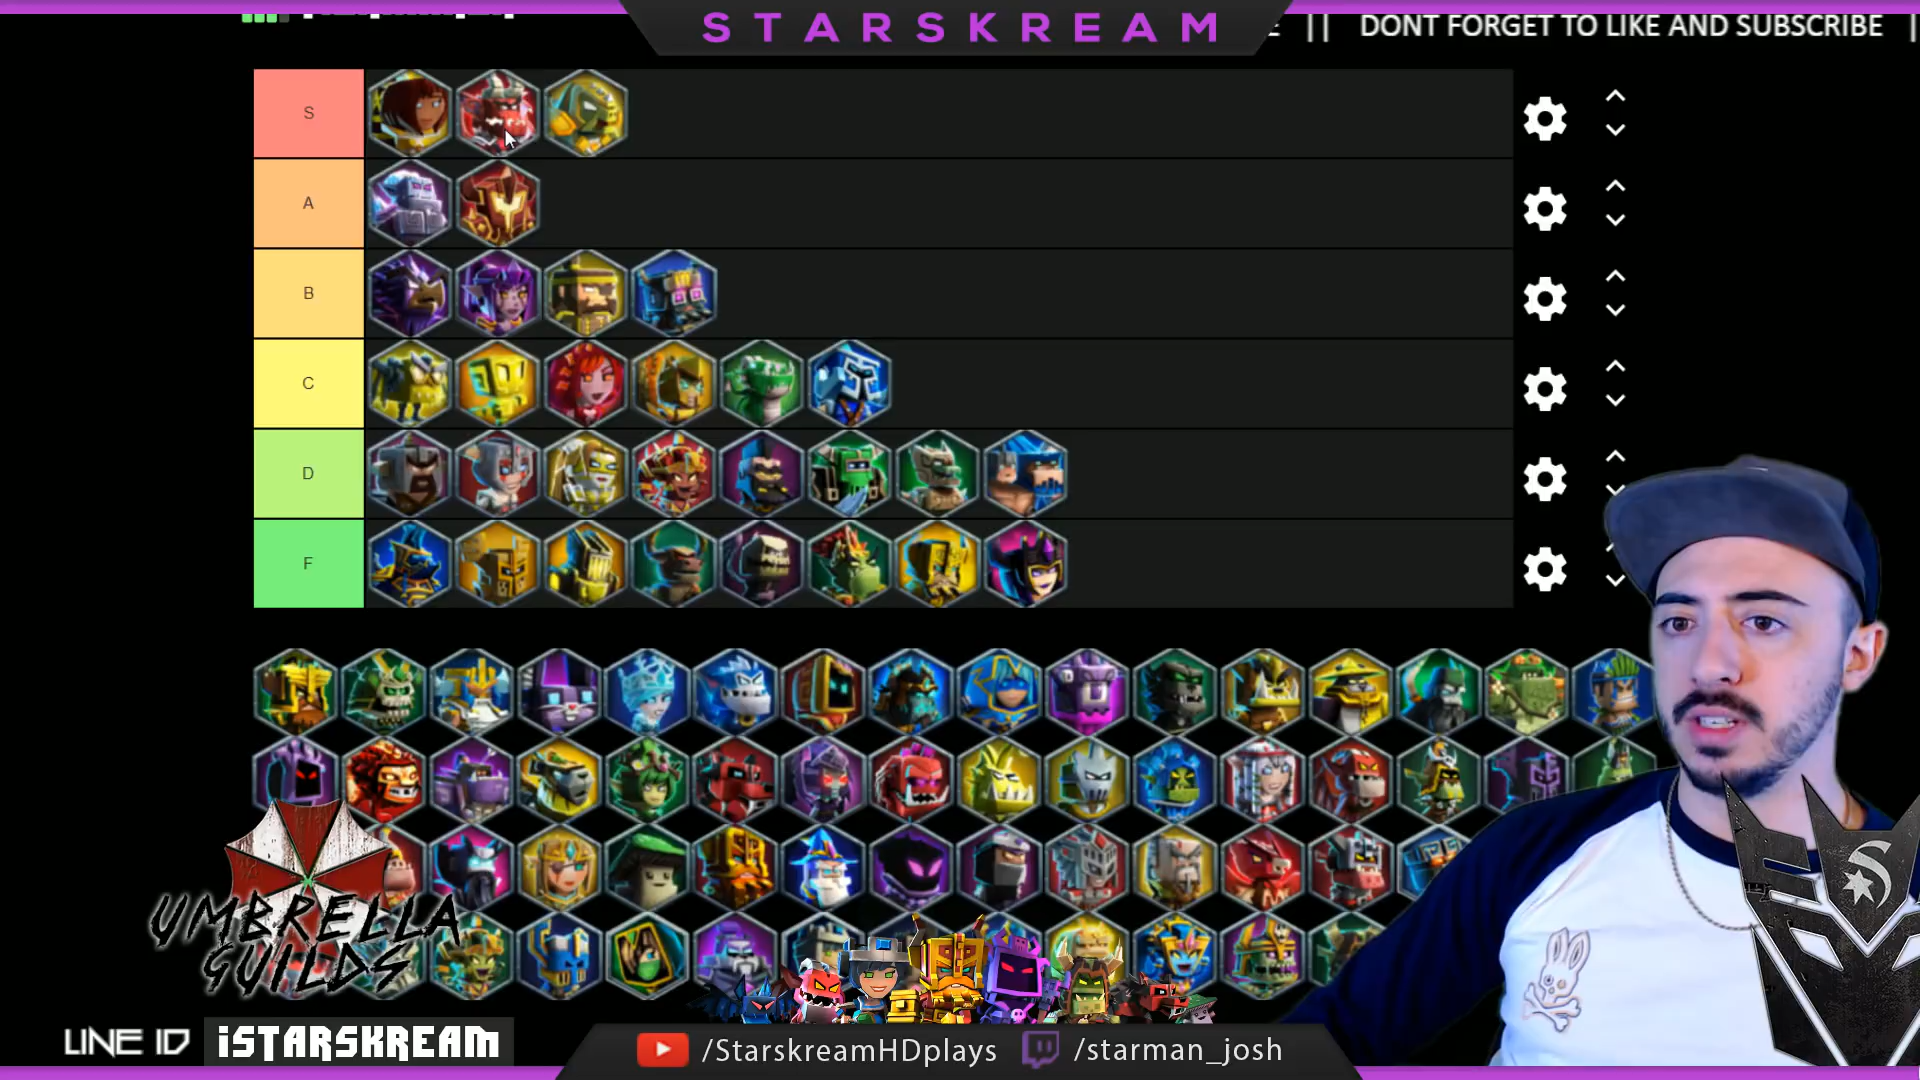 STARSKREAM
|| DONT FORGET TO LIKE AND SUBSCRIBE |
S
A
B
C
D
F
UMBRELLA
GUILDS
LINE ID iSTARSKREAM
/StarskreamHDplays /starman_josh